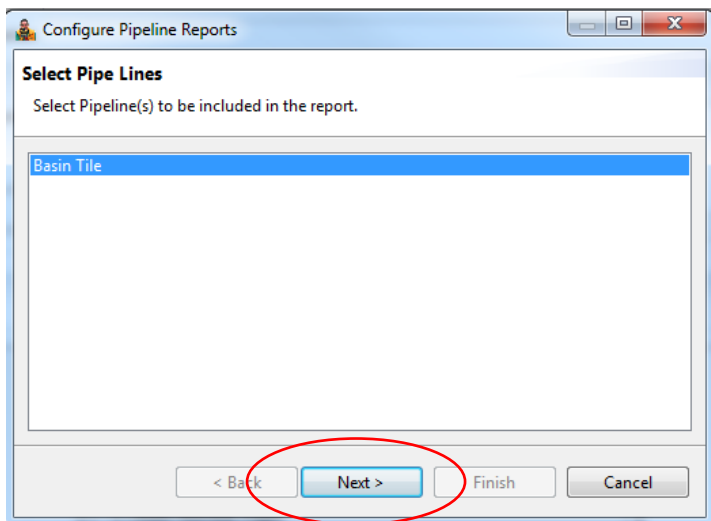 Configure Pipeline Reports
Select Pipe Lines
Select Pipeline(s) to be included in the report.
Basin Tile
< Back Next > Finish Cancel